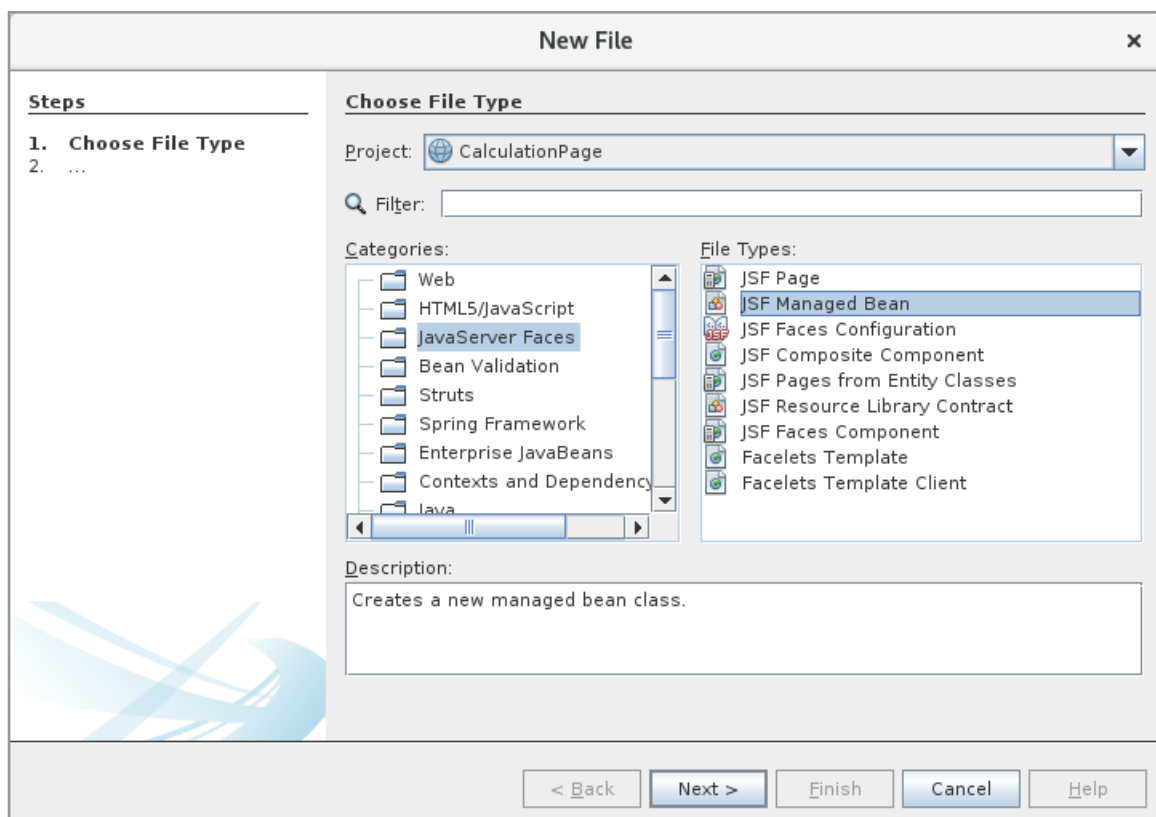 New File
Steps
1. Choose File Type
2. ...
Choose File Type
Project: CalculationPage
Filter:
Categories:
Web
HTML5/JavaScript
JavaServer Faces
Bean Validation
Struts
Spring Framework
Enterprise JavaBeans
Contexts and Dependency
Java
File Types:
JSF Page
JSF Managed Bean
JSF Faces Configuration
JSF Composite Component
JSF Pages from Entity Classes
JSF Resource Library Contract
JSF Faces Component
Facelets Template
Facelets Template Client
Description:
Creates a new managed bean class.
< Back
Next >
Finish
Cancel
Help